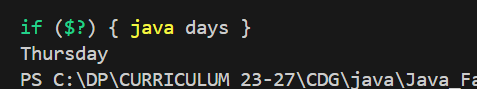 if ($?) { java days }
Thursday
PS C:\DP\CURRICULUM 23-27\CDG\java\Java_Fa